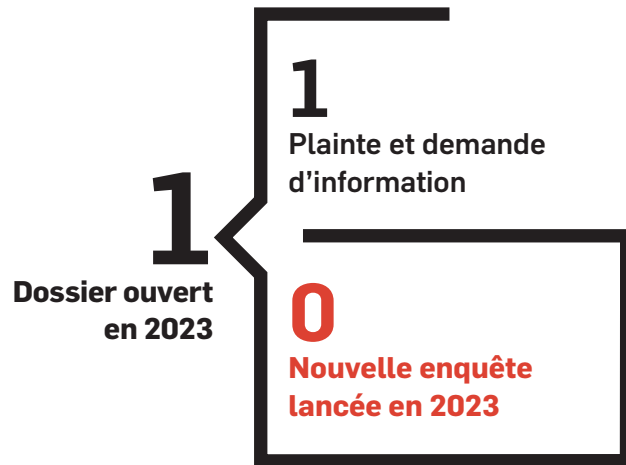 1
Dossier ouvert
en 2023
1
Plainte et demande
d'information
0
Nouvelle enquête
lancée en 2023